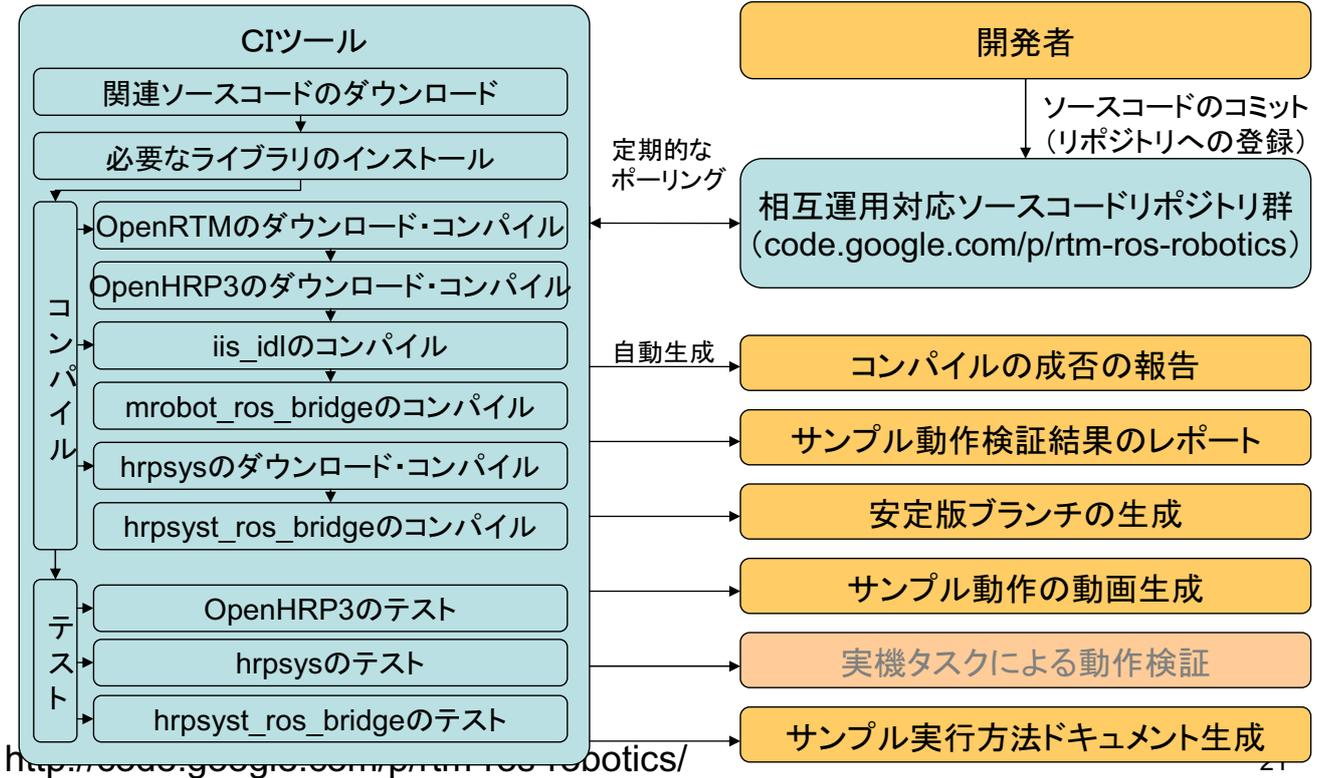 CIツール
関連ソースコードのダウンロード
必要なライブラリのインストール
コンパイル
OpenRTMのダウンロード・コンパイル
OpenHRP3のダウンロード・コンパイル
iis_idlのコンパイル
mrobot_ros_bridgeのコンパイル
hrpsysのダウンロード・コンパイル
hrpsyst_ros_bridgeのコンパイル
テスト
OpenHRP3のテスト
hrpsysのテスト
hrpsyst_ros_bridgeのテスト
定期的な
ポーリング
自動生成
開発者
ソースコードのコミット
（リポジトリへの登録）
相互運用対応ソースコードリポジトリ群
（code.google.com/p/rtm-ros-robotics）
コンパイルの成否の報告
サンプル動作検証結果のレポート
安定版ブランチの生成
サンプル動作の動画生成
実機タスクによる動作検証
サンプル実行方法ドキュメント生成
http://code.google.com/p/rtm-ros-robotics/
21